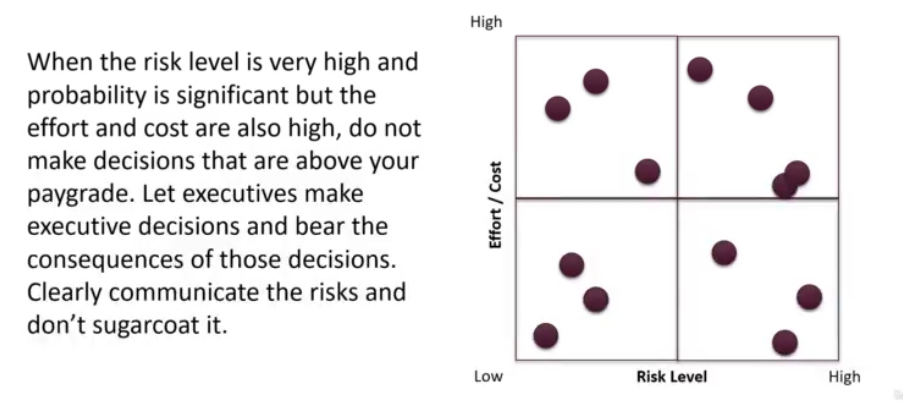 When the risk level is very high and
probability is significant but the
effort and cost are also high, do not
make decisions that are above your
paygrade. Let executives make
executive decisions and bear the
consequences of those decisions.
Clearly communicate the risks and
don’t sugarcoat it.
High
Effort / Cost
Low
Risk Level
High